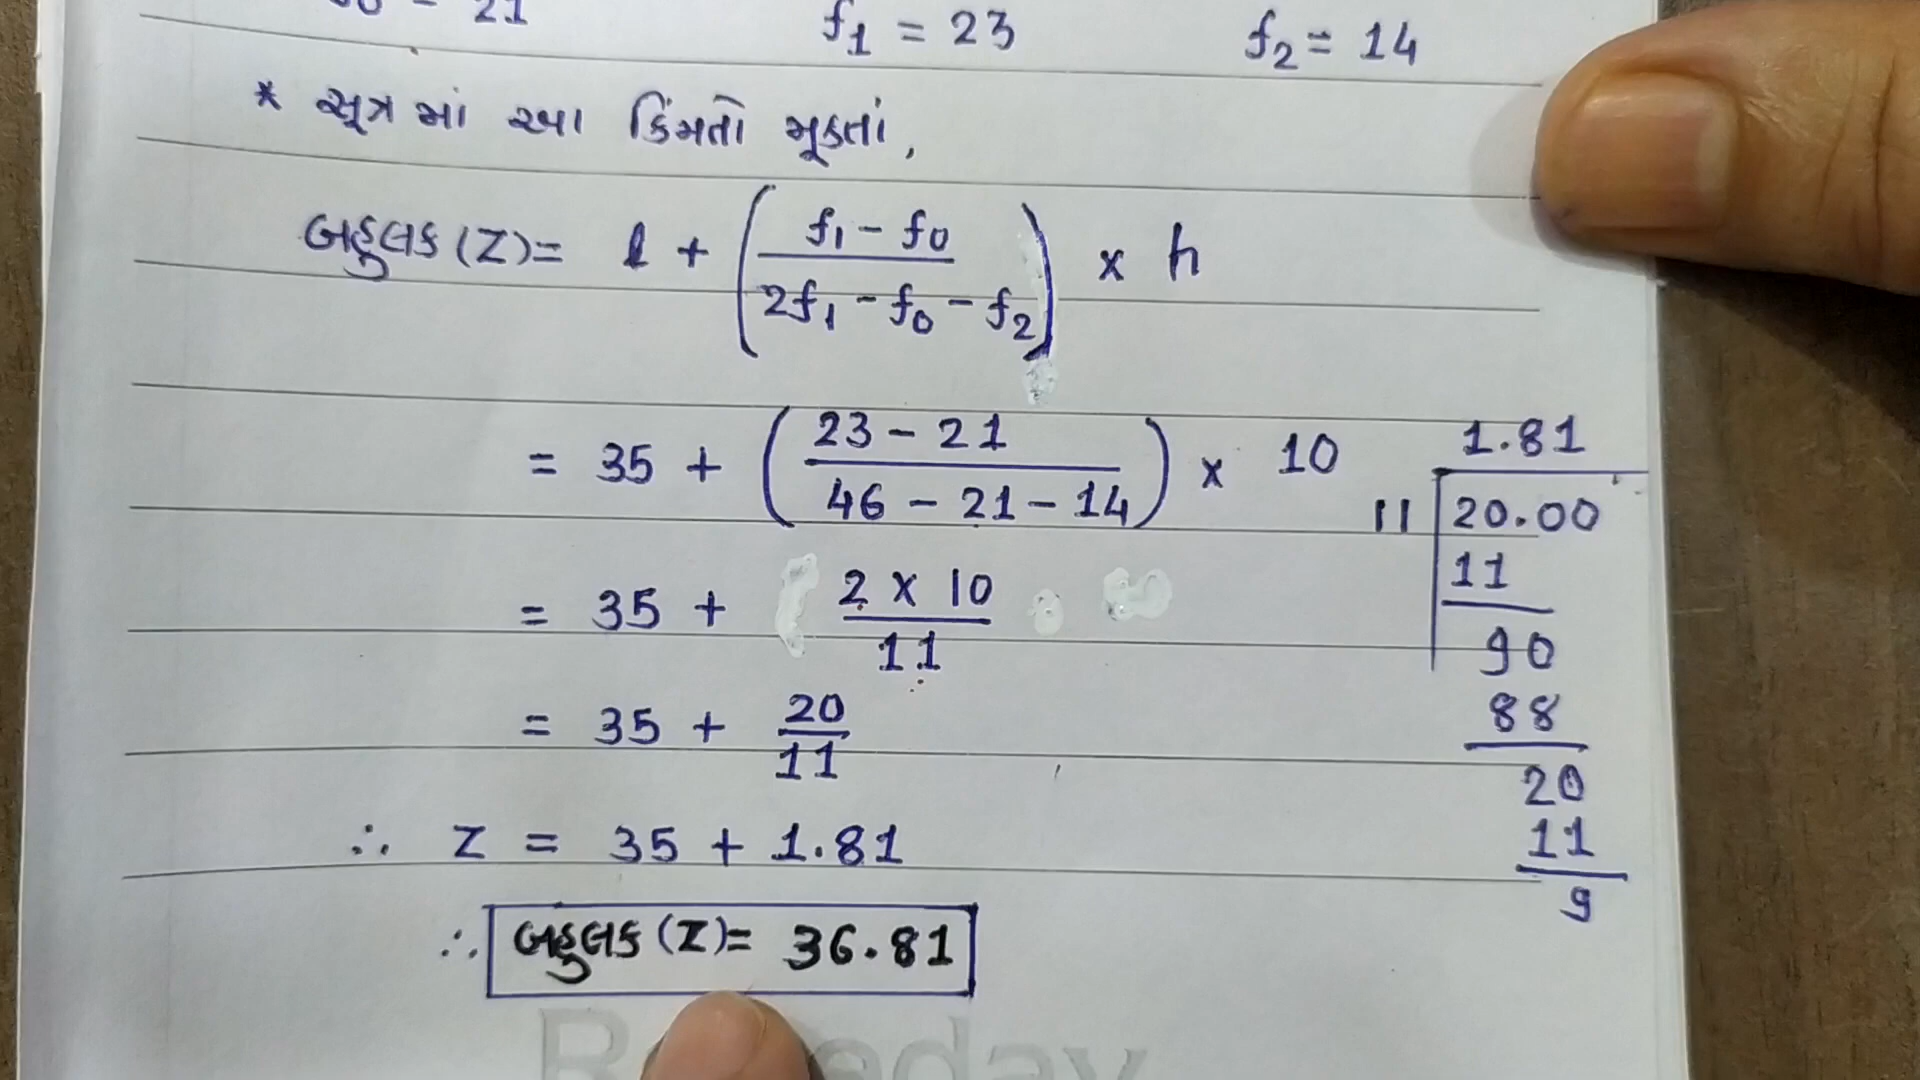 = 21 f₁ = 23 f₂ = 14
* સૂત્ર માં આ કિંમતો મૂકતાં,
બહુલક (Z) = l + ( (f₁ - f₀) / (2f₁ - f₀ - f₂) ) × h
= 35 + ( (23 - 21) / (46 - 21 - 14) ) × 10
= 35 + (2 × 10) / 11
= 35 + 20 / 11
∴ Z = 35 + 1.81
∴ બહુલક (Z) = 36.81
1.81
11 20.00
11
90
88
20
11
9